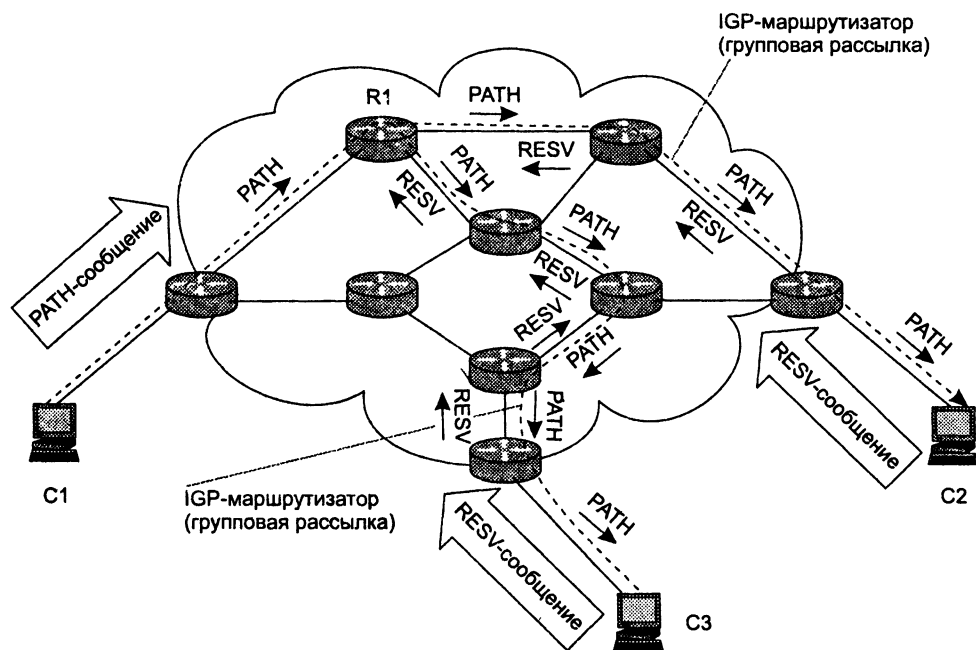 IGP-маршрутизатор
(групповая рассылка)
R1
PATH
RESV
PATH
PATH
RESV
PATH
PATH
RESV
PATH-сообщение
PATH
RESV
RESV
PATH
PATH
RESV-сообщение
RESV
PATH
C1
IGP-маршрутизатор
(групповая рассылка)
C2
PATH
RESV-сообщение
C3